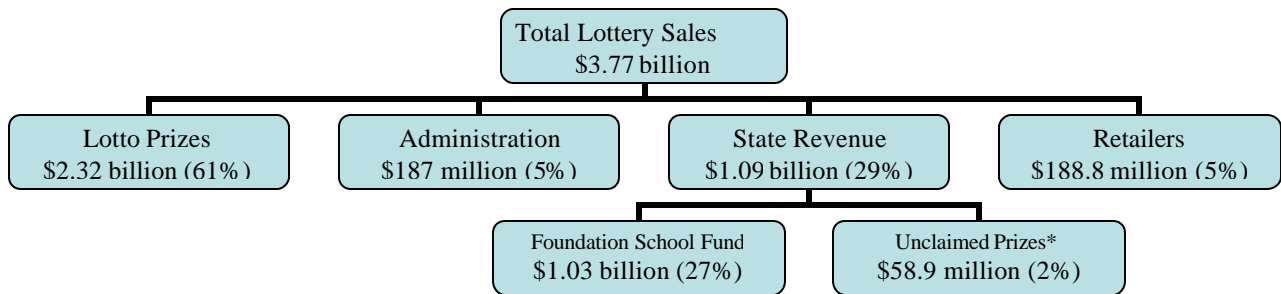 Total Lottery Sales
$3.77 billion
Lotto Prizes
$2.32 billion (61%)
Administration
$187 million (5%)
State Revenue
$1.09 billion (29%)
Retailers
$188.8 million (5%)
Foundation School Fund
$1.03 billion (27%)
Unclaimed Prizes*
$58.9 million (2%)